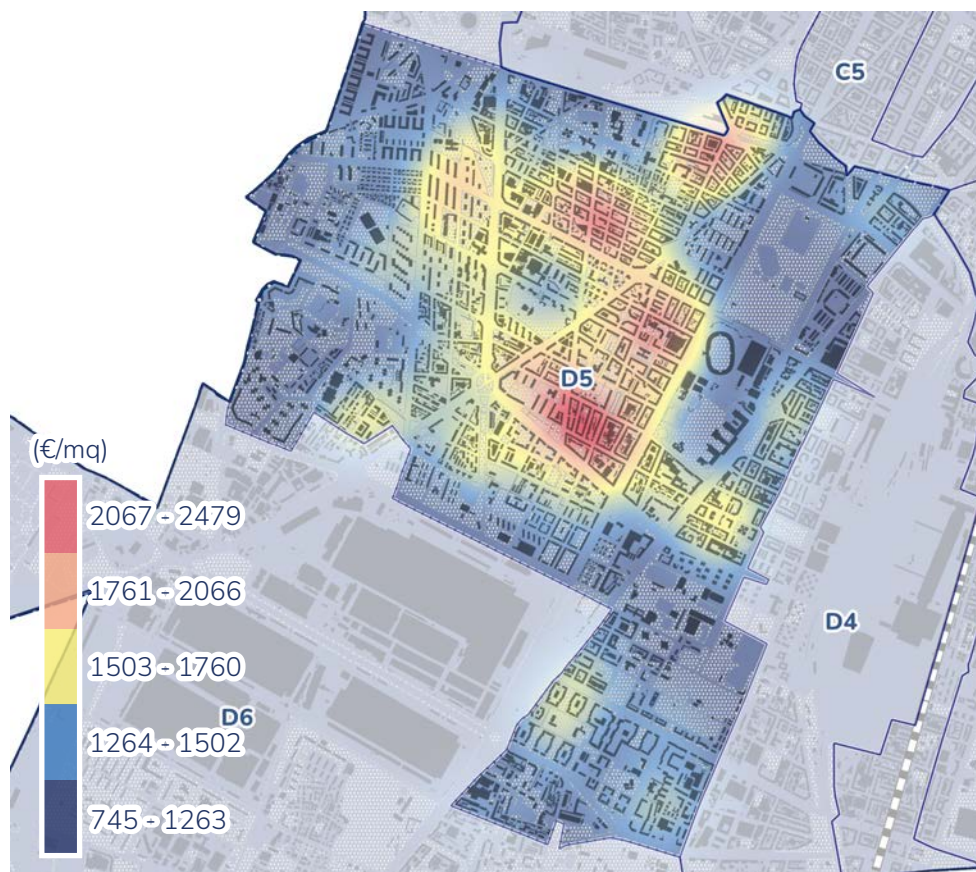 C5
D5
(€/mq)
2067 - 2479
1761 - 2066
1503 - 1760
D4
D6
1264 - 1502
745 - 1263